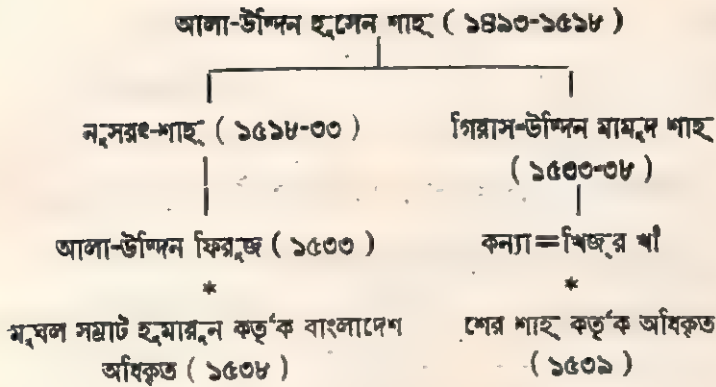 আলা-উদ্দিন হুসেন শাহ্ ( ১৪৯৩-১৫১৮ )
নুসরৎ-শাহ্ ( ১৫১৮-৩৩ )
গিয়াস-উদ্দিন মামুদ শাহ্
( ১৫৩৩-৩৮ )
আলা-উদ্দিন ফিরুজ ( ১৫৩৩ )
কন্যা = খিজ্‌র খাঁ
*
*
মুঘল সম্রাট হুমায়ুন কর্তৃক বাংলাদেশ
অধিকৃত ( ১৫৩৮ )
শের শাহ্ কর্তৃক অধিকৃত
( ১৫৩৯ )